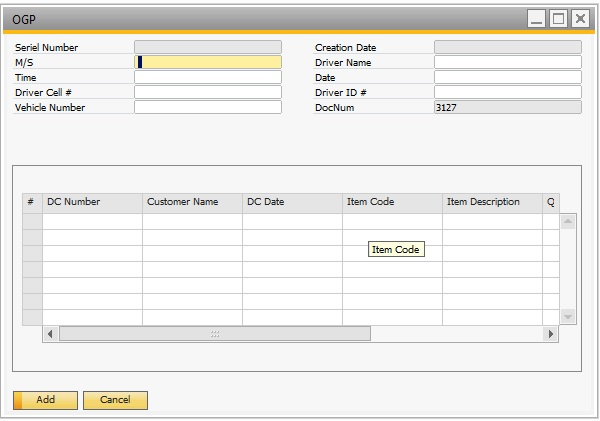 OGP
Seriel Number Creation Date
M/S Driver Name
Time Date
Driver Cell # Driver ID #
Vehicle Number DocNum 3127
# DC Number Customer Name DC Date Item Code Item Description Q
Item Code
Add Cancel